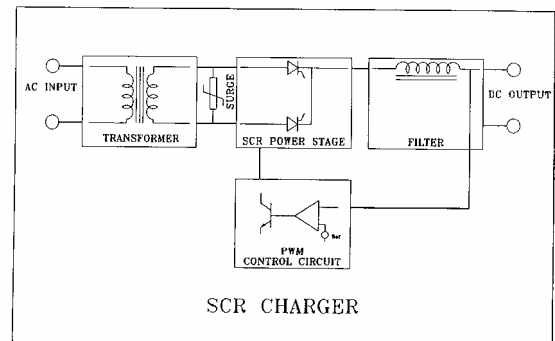 AC INPUT
TRANSFORMER
SURGE
SCR POWER STAGE
FILTER
DC OUTPUT
Ref
PWM
CONTROL CIRCUIT
SCR CHARGER